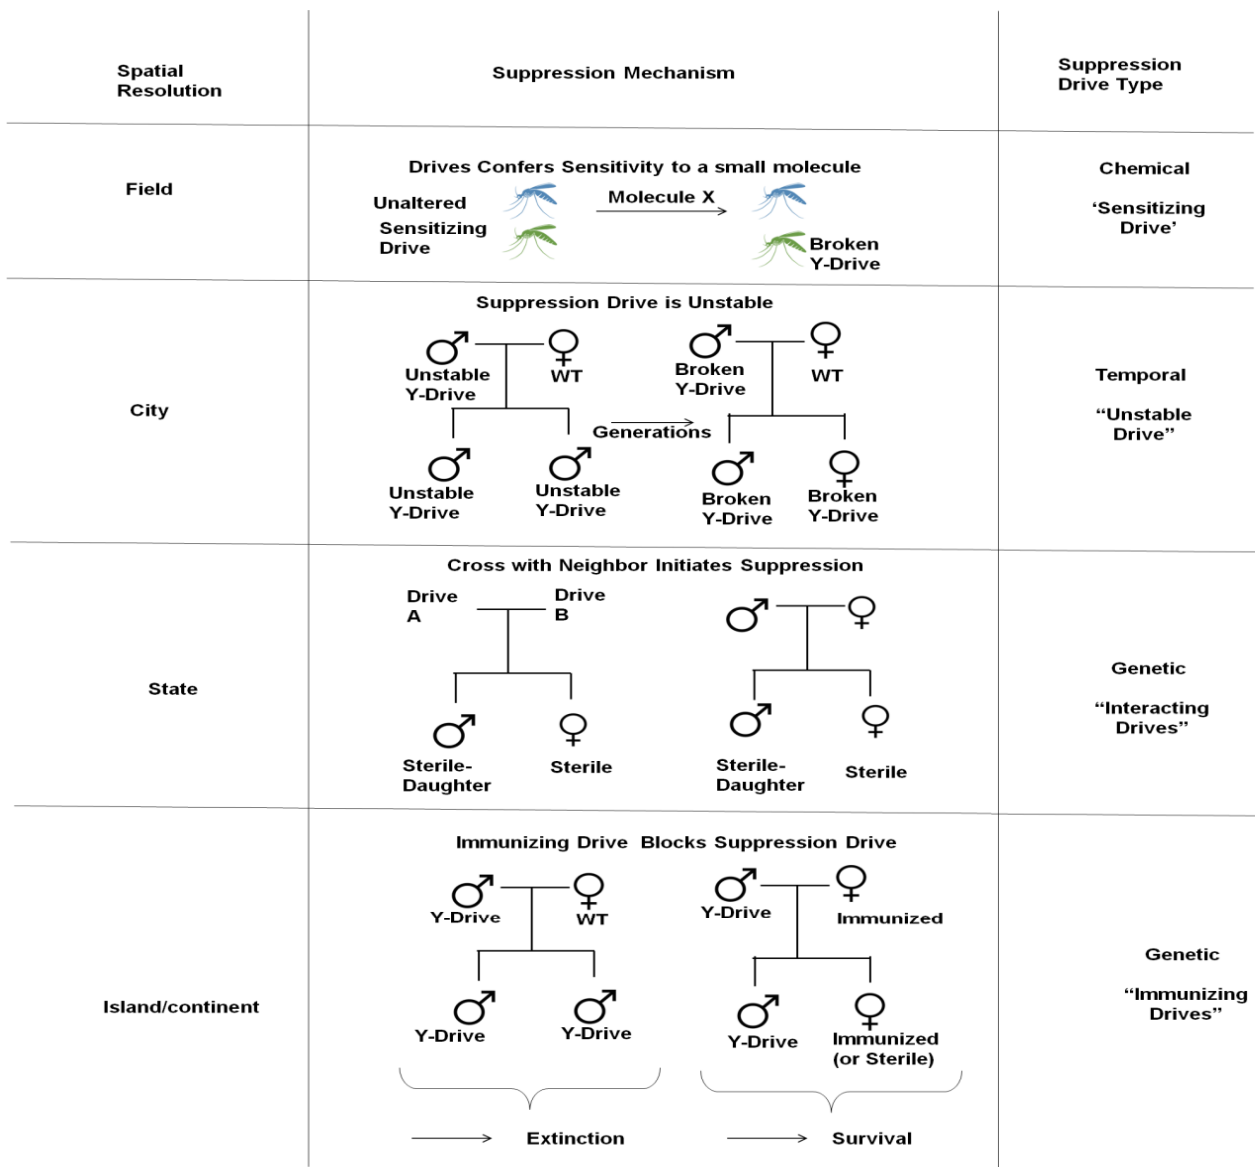 Spatial
Resolution
Suppression Mechanism
Suppression
Drive Type
Field
Drives Confers Sensitivity to a small molecule
Unaltered
Sensitizing
Drive
Molecule X
Broken
Y-Drive
Chemical
‘Sensitizing
Drive’
City
Suppression Drive is Unstable
Unstable
Y-Drive
WT
Broken
Y-Drive
WT
Generations
Unstable
Y-Drive
Unstable
Y-Drive
Broken
Y-Drive
Broken
Y-Drive
Temporal
“Unstable
Drive”
State
Cross with Neighbor Initiates Suppression
Drive
A
Drive
B
Sterile-
Daughter
Sterile
Sterile-
Daughter
Sterile
Genetic
“Interacting
Drives”
Island/continent
Immunizing Drive Blocks Suppression Drive
Y-Drive
WT
Y-Drive
Immunized
Y-Drive
Y-Drive
Y-Drive
Immunized
(or Sterile)
Genetic
“Immunizing
Drives”
Extinction
Survival